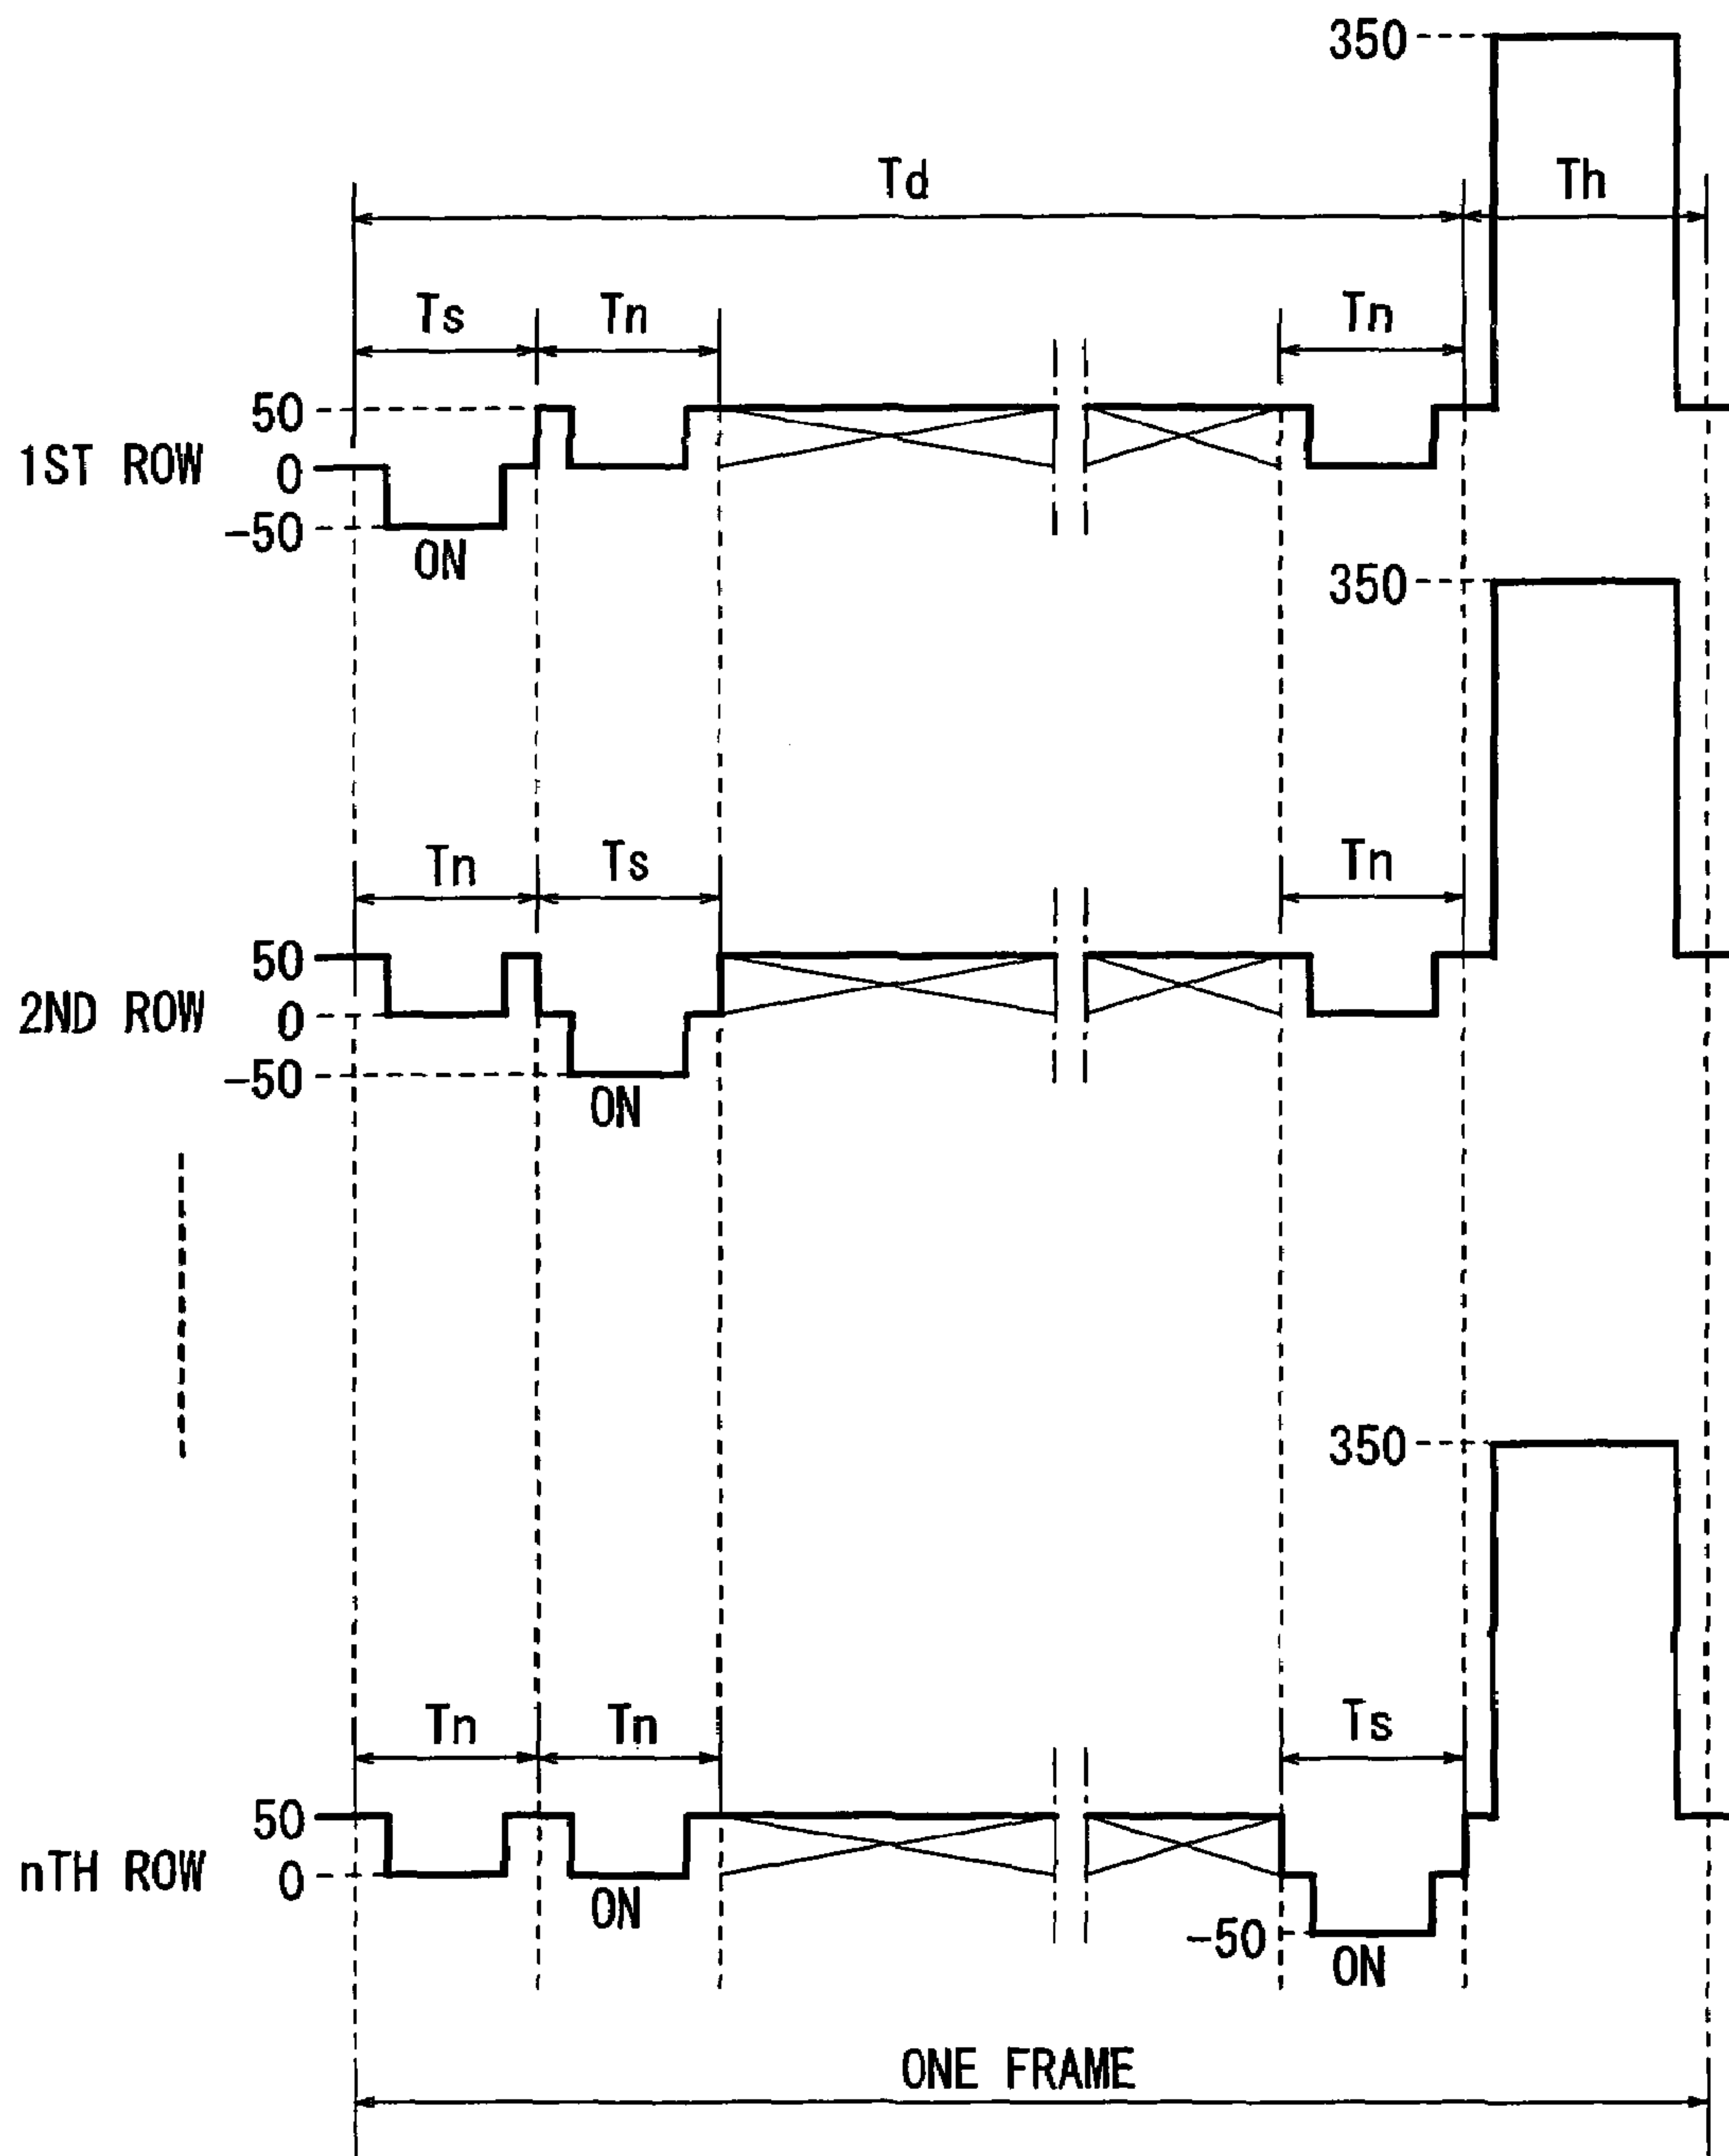 350
Td Th
Ts Tn Tn
50
1ST ROW 0
-50
ON
350
Tn Ts Tn
50
2ND ROW 0
-50
ON
350
Tn Tn Ts
50
nTH ROW 0
ON
-50
ON
ONE FRAME